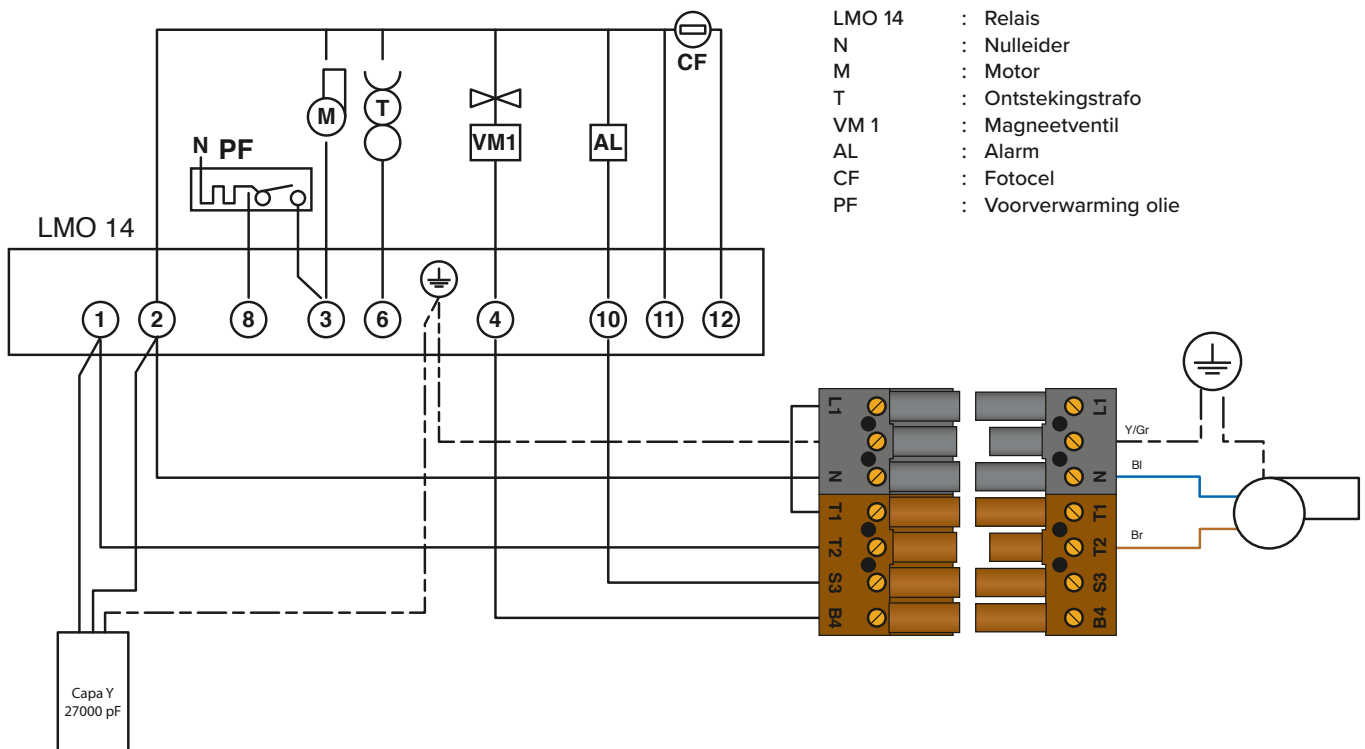 LMO 14 : Relais
N : Nulleider
M : Motor
T : Ontstekingstrafo
VM 1 : Magneetventil
AL : Alarm
CF : Fotocel
PF : Voorverwarming olie
CF
M
T
N PF
VM1
AL
LMO 14
1 2 8 3 6 4 10 11 12
L1
N
T1
T2
S3
B4
L1
N
T1
T2
S3
B4
Y/Gr
Bl
Br
Capa Y
27000 pF